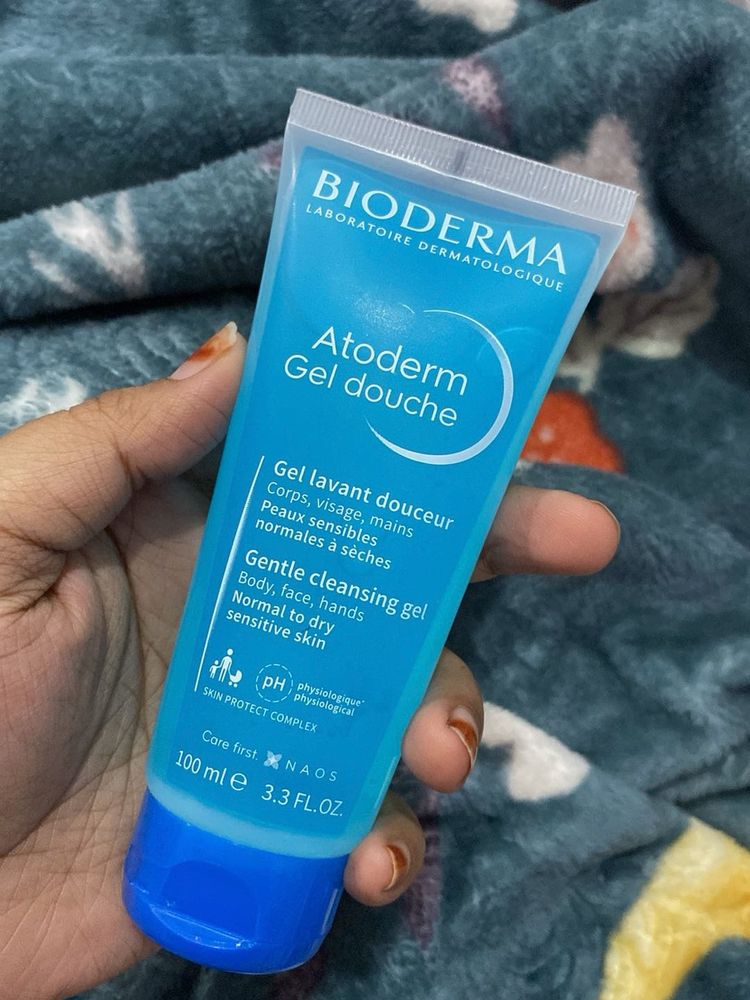 BIODERMA
LABORATOIRE DERMATOLOGIQUE
Atoderm
Gel douche
Gel lavant douceur
Corps, visage, mains
Peaux sensibles
normales à sèches
Gentle cleansing gel
Body, face, hands
Normal to dry
sensitive skin
pH
physiologique*
physiological
SKIN PROTECT COMPLEX
Care first. NAOS
100 ml ℮ 3.3 FL.OZ.